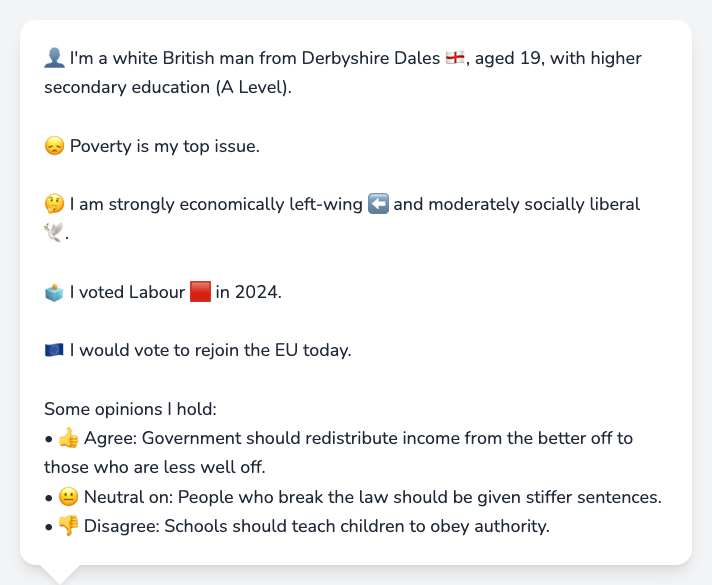 👤 I'm a white British man from Derbyshire Dales 🏴󠁧󠁢󠁥󠁮󠁧󠁿, aged 19, with higher
secondary education (A Level).
😞 Poverty is my top issue.
🤔 I am strongly economically left-wing ⬅️ and moderately socially liberal
🕊️.
🗳️ I voted Labour 🟥 in 2024.
🇪🇺 I would vote to rejoin the EU today.
Some opinions I hold:
• 👍 Agree: Government should redistribute income from the better off to
those who are less well off.
• 😐 Neutral on: People who break the law should be given stiffer sentences.
• 👎 Disagree: Schools should teach children to obey authority.